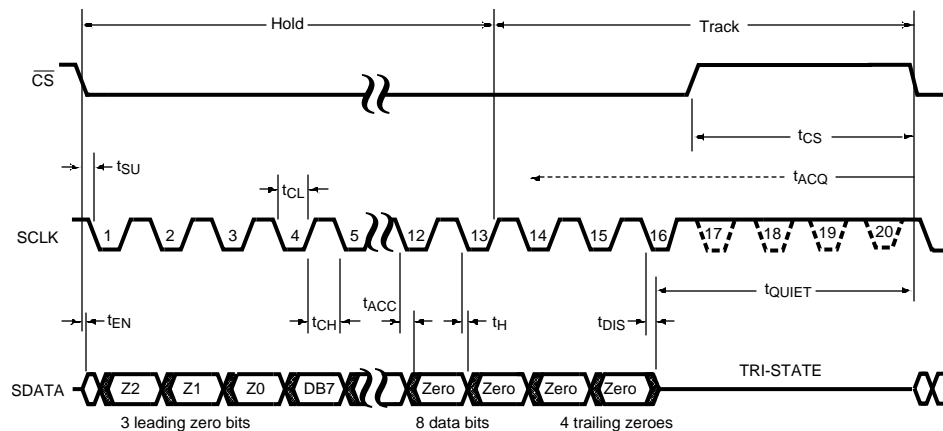 Hold Track
CS
tCS
tSU
tCL
tACQ
SCLK 1 2 3 4 5 12 13 14 15 16 17 18 19 20
tEN
tCH
tACC
tH
tDIS
tQUIET
SDATA Z2 Z1 Z0 DB7 Zero Zero Zero Zero TRI-STATE
3 leading zero bits 8 data bits 4 trailing zeroes